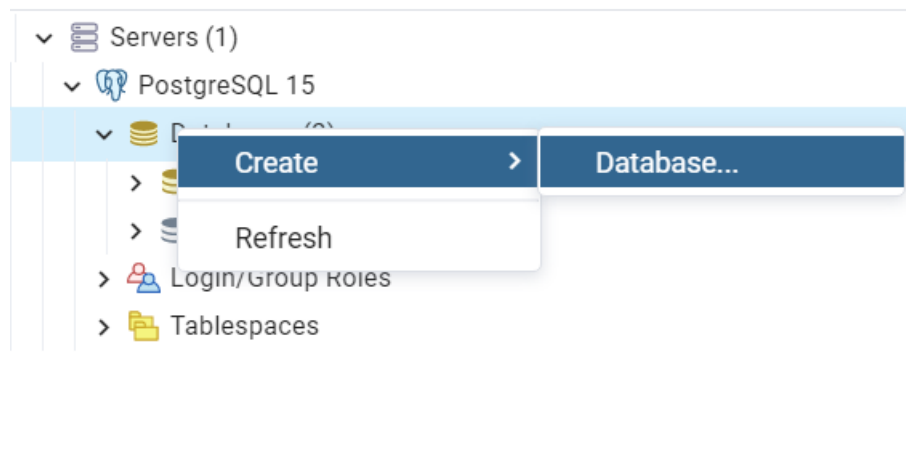 Servers (1)
PostgreSQL 15
Create
Database...
Refresh
Login/Group Roles
Tablespaces